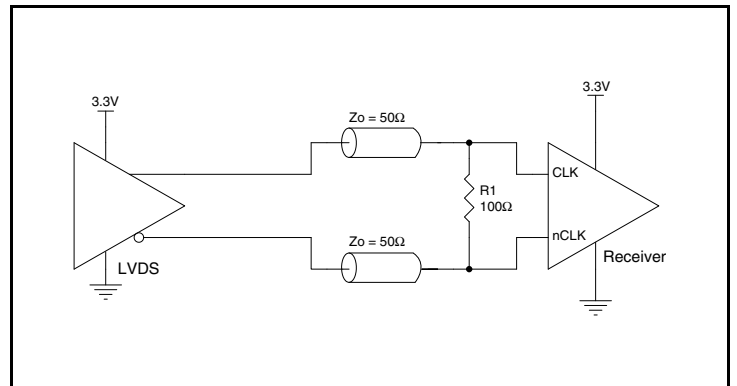 3.3V
3.3V
Zo = 50Ω
CLK
R1
100Ω
nCLK
Zo = 50Ω
LVDS
Receiver